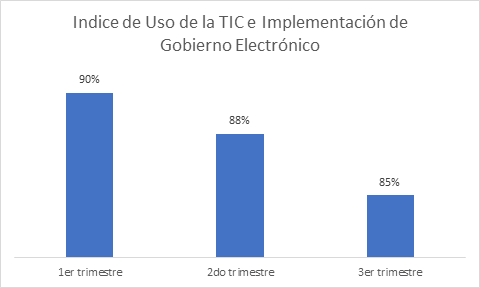 Indice de Uso de la TIC e Implementación de
Gobierno Electrónico
90%
88%
85%
1er trimestre
2do trimestre
3er trimestre